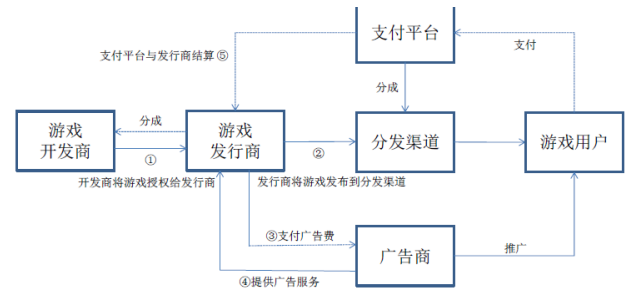 支付平台
支付
支付平台与发行商结算⑤
分成
游戏
开发商
分成
①
游戏
发行商
②
分发渠道
游戏用户
开发商将游戏授权给发行商
发行商将游戏发布到分发渠道
③支付广告费
广告商
推广
④提供广告服务